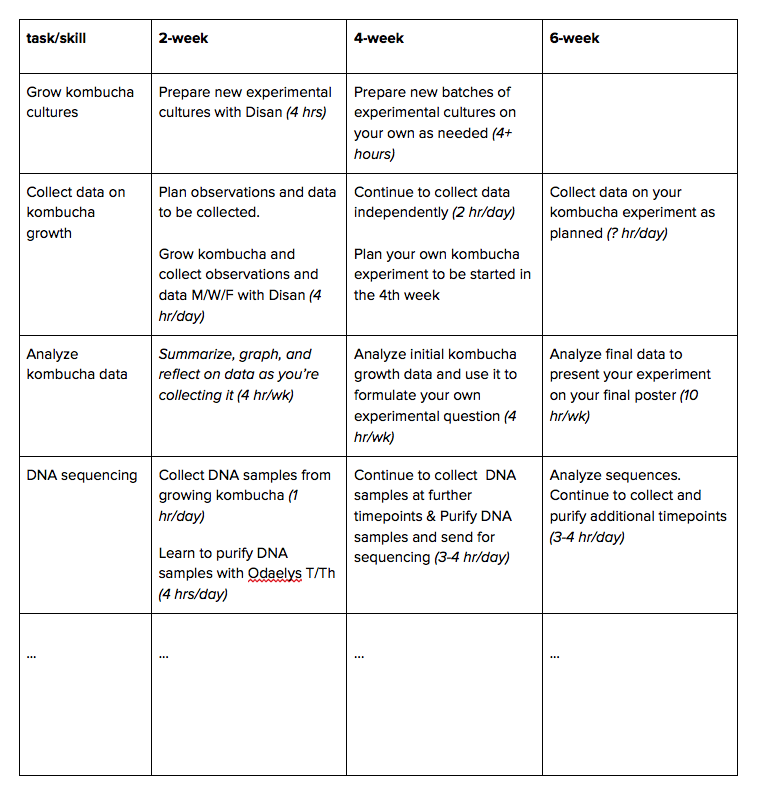 task/skill
2-week
4-week
6-week
Grow kombucha
cultures
Prepare new experimental
cultures with Disan (4 hrs)
Prepare new batches of
experimental cultures on
your own as needed (4+
hours)
Collect data on
kombucha
growth
Plan observations and data
to be collected.
Grow kombucha and
collect observations and
data M/W/F with Disan (4
hr/day)
Continue to collect data
independently (2 hr/day)
Plan your own kombucha
experiment to be started in
the 4th week
Collect data on your
kombucha experiment as
planned (? hr/day)
Analyze
kombucha data
Summarize, graph, and
reflect on data as you’re
collecting it (4 hr/wk)
Analyze initial kombucha
growth data and use it to
formulate your own
experimental question (4
hr/wk)
Analyze final data to
present your experiment
on your final poster (10
hr/wk)
DNA sequencing
Collect DNA samples from
growing kombucha (1
hr/day)
Learn to purify DNA
samples with Odaelys T/Th
(4 hrs/day)
Continue to collect  DNA
samples at further
timepoints & Purify DNA
samples and send for
sequencing (3-4 hr/day)
Analyze sequences.
Continue to collect and
purify additional timepoints
(3-4 hr/day)
...
...
...
...